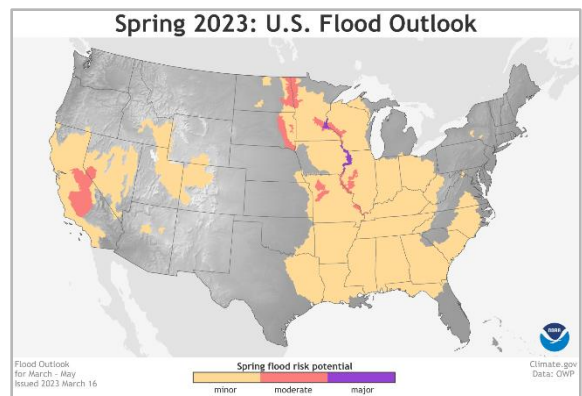 Spring 2023: U.S. Flood Outlook
NOAA
Flood Outlook
for March - May
Issued 2023 March 16
Spring flood risk potential
minor moderate major
Climate.gov
Data: OWP